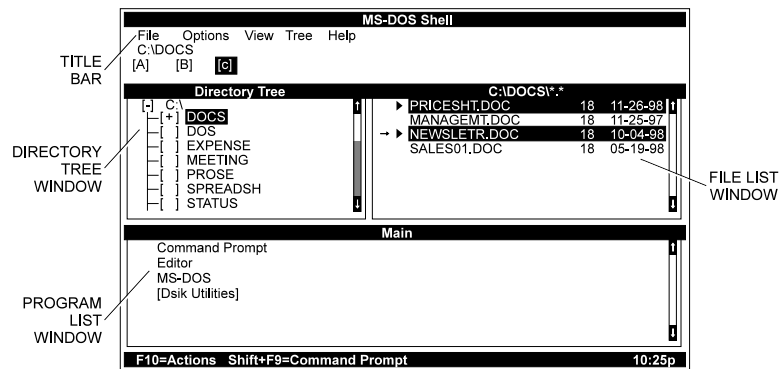 MS-DOS Shell
File Options View Tree Help
C:\DOCS
[A] [B] [c]
TITLE
BAR
Directory Tree
[-] C:\
[+] DOCS
[ ] DOS
[ ] EXPENSE
[ ] MEETING
[ ] PROSE
[ ] SPREADSH
[ ] STATUS
DIRECTORY
TREE
WINDOW
C:\DOCS\*.*
PRICESHT.DOC 18 11-26-98
MANAGEMT.DOC 18 11-25-97
NEWSLETR.DOC 18 10-04-98
SALES01.DOC 18 05-19-98
FILE LIST
WINDOW
Main
Command Prompt
Editor
MS-DOS
[Dsik Utilities]
PROGRAM
LIST
WINDOW
F10=Actions Shift+F9=Command Prompt 10:25p